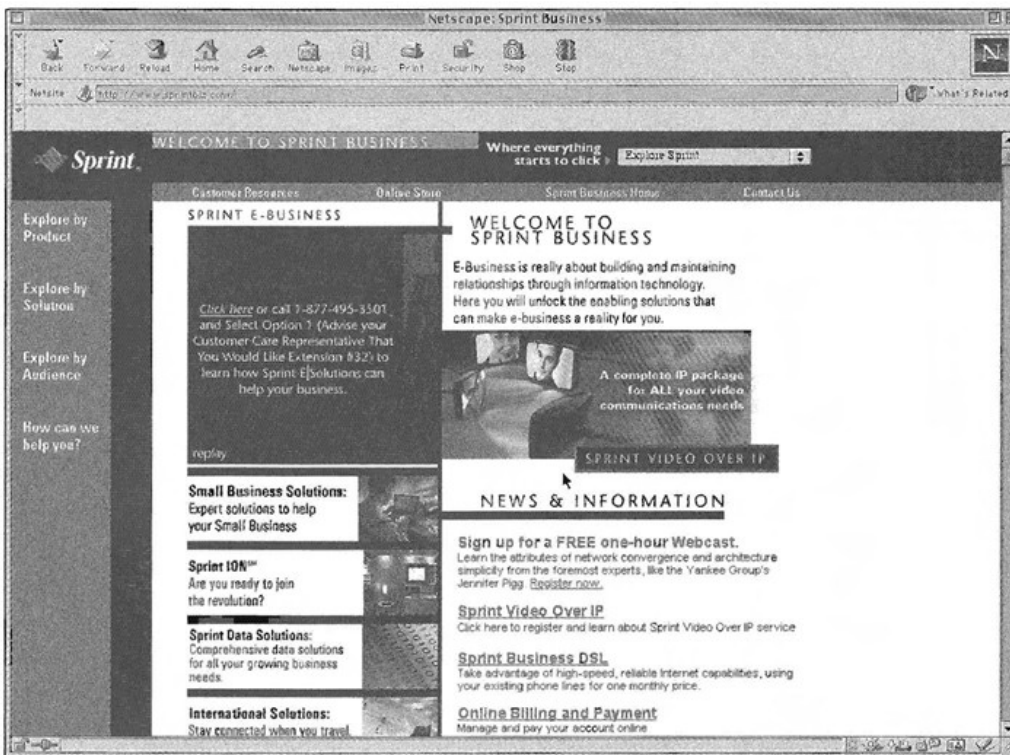 Netscape: Sprint Business
Back Forward Reload Home Search Netscape Images Print Security Shop Stop
Netsite: http://www.sprintbiz.com/ What's Related
Sprint.
WELCOME TO SPRINT BUSINESS
Where everything
starts to click
Explore Sprint
Customer Resources Online Store Sprint Business Home Contact Us
Explore by
Product
Explore by
Solution
Explore by
Audience
How can we
help you?
SPRINT E-BUSINESS
Click here or call 1-877-495-3501
and Select Option 1 (Advise your
Customer Care Representative That
You Would Like Extension #32) to
learn how Sprint E|Solutions can
help your business.
replay
Small Business Solutions:
Expert solutions to help
your Small Business
Sprint ION℠
Are you ready to join
the revolution?
Sprint Data Solutions:
Comprehensive data solutions
for all your growing business
needs.
International Solutions:
Stay connected when you travel
WELCOME TO
SPRINT BUSINESS
E-Business is really about building and maintaining
relationships through information technology.
Here you will unlock the enabling solutions that
can make e-business a reality for you.
A complete IP package
for ALL your video
communications needs
SPRINT VIDEO OVER IP
NEWS & INFORMATION
Sign up for a FREE one-hour Webcast.
Learn the attributes of network convergence and architecture
simplicity from the foremost experts, like the Yankee Group's
Jennifer Pigg. Register now.
Sprint Video Over IP
Click here to register and learn about Sprint Video Over IP service
Sprint Business DSL
Take advantage of high-speed, reliable Internet capabilities, using
your existing phone lines for one monthly price.
Online Billing and Payment
Manage and pay your account online